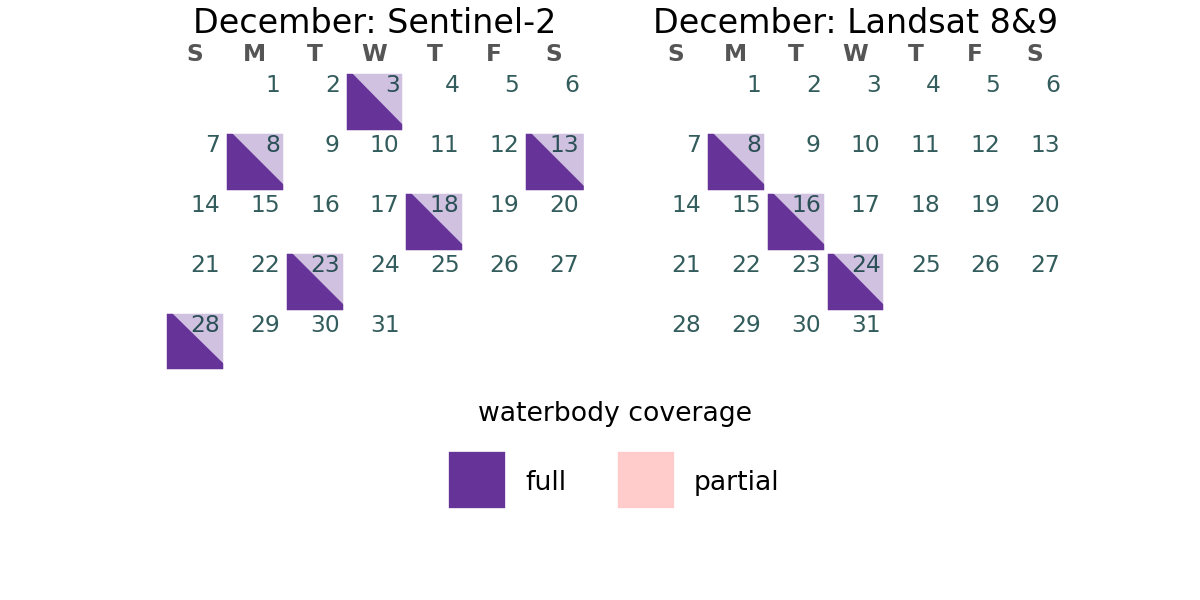 December: Sentinel-2
S M T W T F S
1 2 3 4 5 6
7 8 9 10 11 12 13
14 15 16 17 18 19 20
21 22 23 24 25 26 27
28 29 30 31
December: Landsat 8&9
S M T W T F S
1 2 3 4 5 6
7 8 9 10 11 12 13
14 15 16 17 18 19 20
21 22 23 24 25 26 27
28 29 30 31
waterbody coverage
full partial